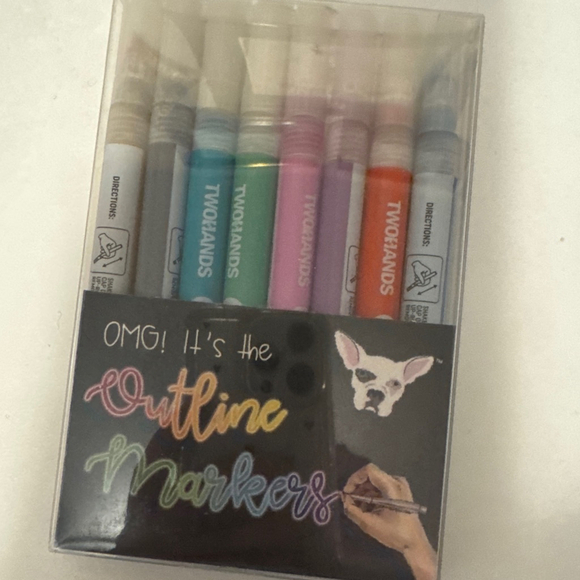 DIRECTIONS:
TWOHANDS
TWOHANDS
TWOHANDS
TWOHANDS
DIRECTIONS:
OMG! It's the
Outline
Markers